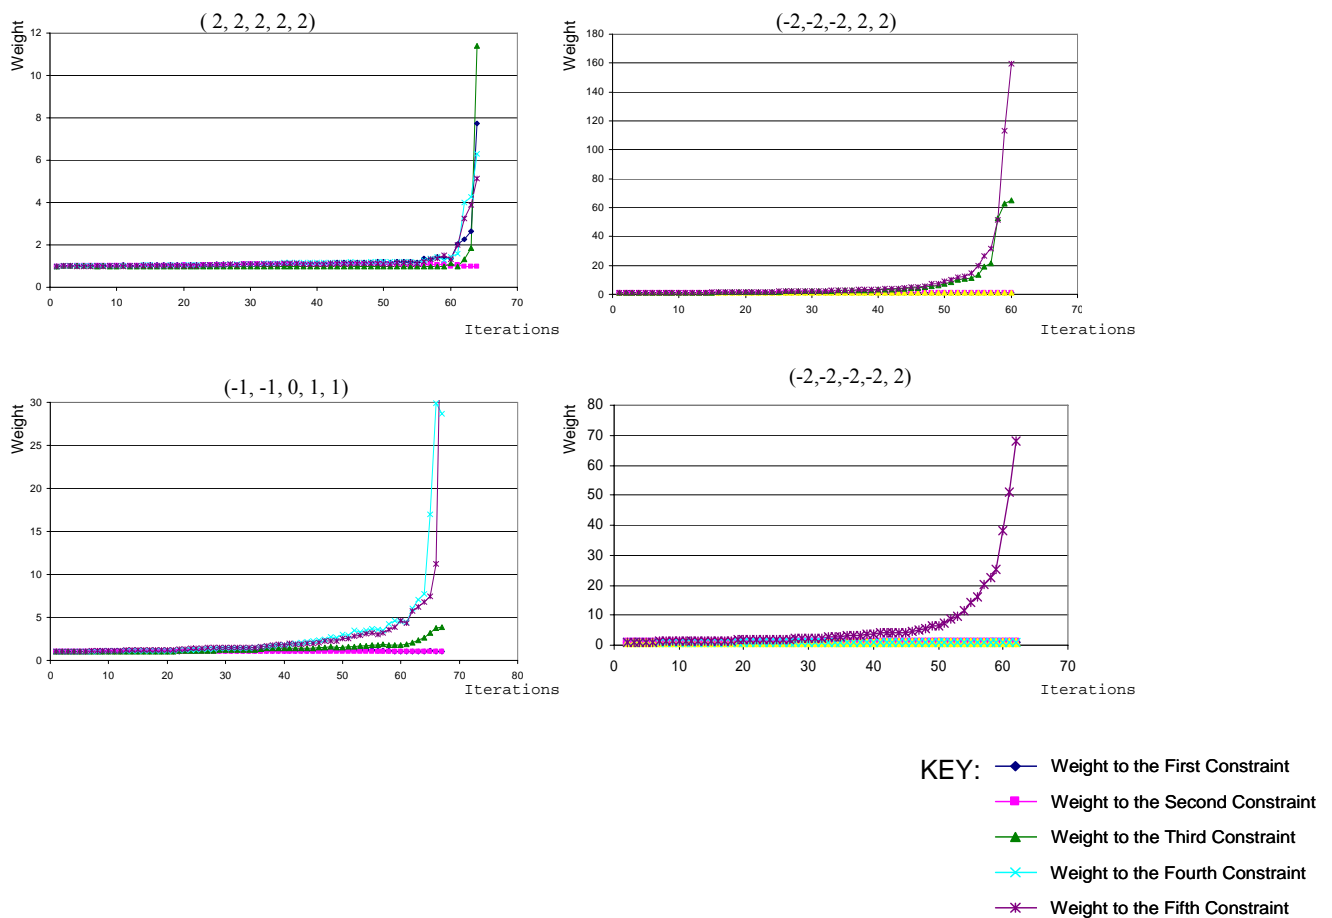 ( 2, 2, 2, 2, 2)
Weight
12
10
8
6
4
2
0
0 10 20 30 40 50 60 70
Iterations
(-2,-2,-2, 2, 2)
Weight
180
160
140
120
100
80
60
40
20
0
0 10 20 30 40 50 60 70
Iterations
(-1, -1, 0, 1, 1)
Weight
30
25
20
15
10
5
0
0 10 20 30 40 50 60 70 80
Iterations
(-2,-2,-2,-2, 2)
Weight
80
70
60
50
40
30
20
10
0
0 10 20 30 40 50 60 70
Iterations
KEY:
Weight to the First Constraint
Weight to the Second Constraint
Weight to the Third Constraint
Weight to the Fourth Constraint
Weight to the Fifth Constraint